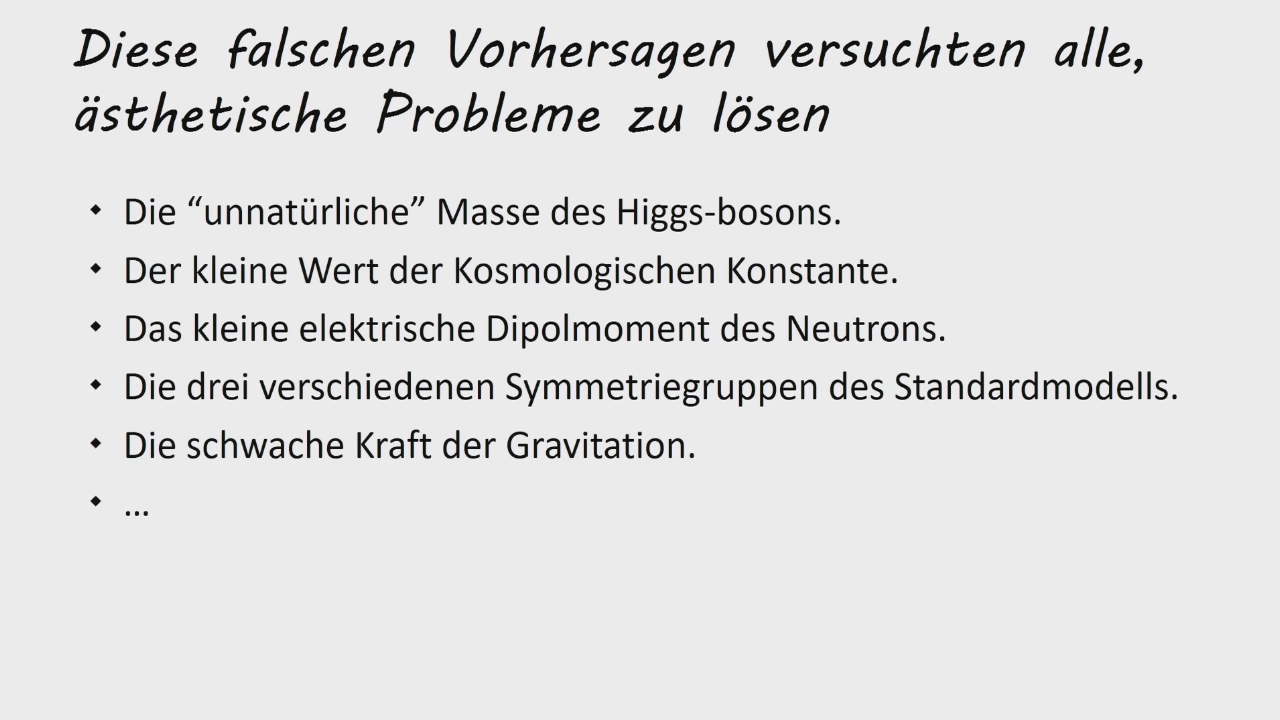 Diese falschen Vorhersagen versuchten alle,
ästhetische Probleme zu lösen
◆ Die “unnatürliche” Masse des Higgs-bosons.
◆ Der kleine Wert der Kosmologischen Konstante.
◆ Das kleine elektrische Dipolmoment des Neutrons.
◆ Die drei verschiedenen Symmetriegruppen des Standardmodells.
◆ Die schwache Kraft der Gravitation.
◆ ...